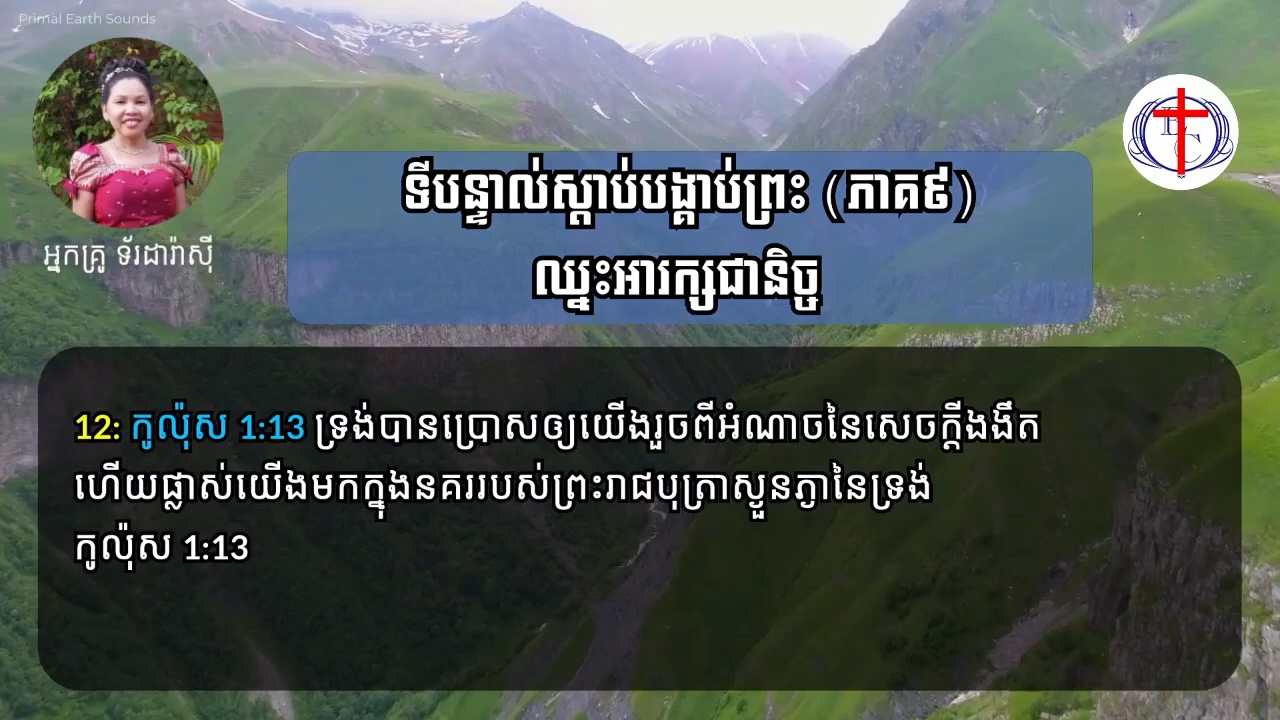 Primal Earth Sounds
អ្នកគ្រូ ទ័រដារ៉ាស៊ី
ទីបន្ទាល់ស្ដាប់បង្គាប់ព្រះ (ភាគ៩)
ឈ្នះអារក្សជានិច្ច
12: កូល៉ុស 1:13 ទ្រង់បានប្រោសឲ្យយើងរួចពីអំណាចនៃសេចក្ដីងងឹត
ហើយផ្លាស់យើងមកក្នុងនគររបស់ព្រះរាជបុត្រាស្ងួនភ្ងានៃទ្រង់
កូល៉ុស 1:13